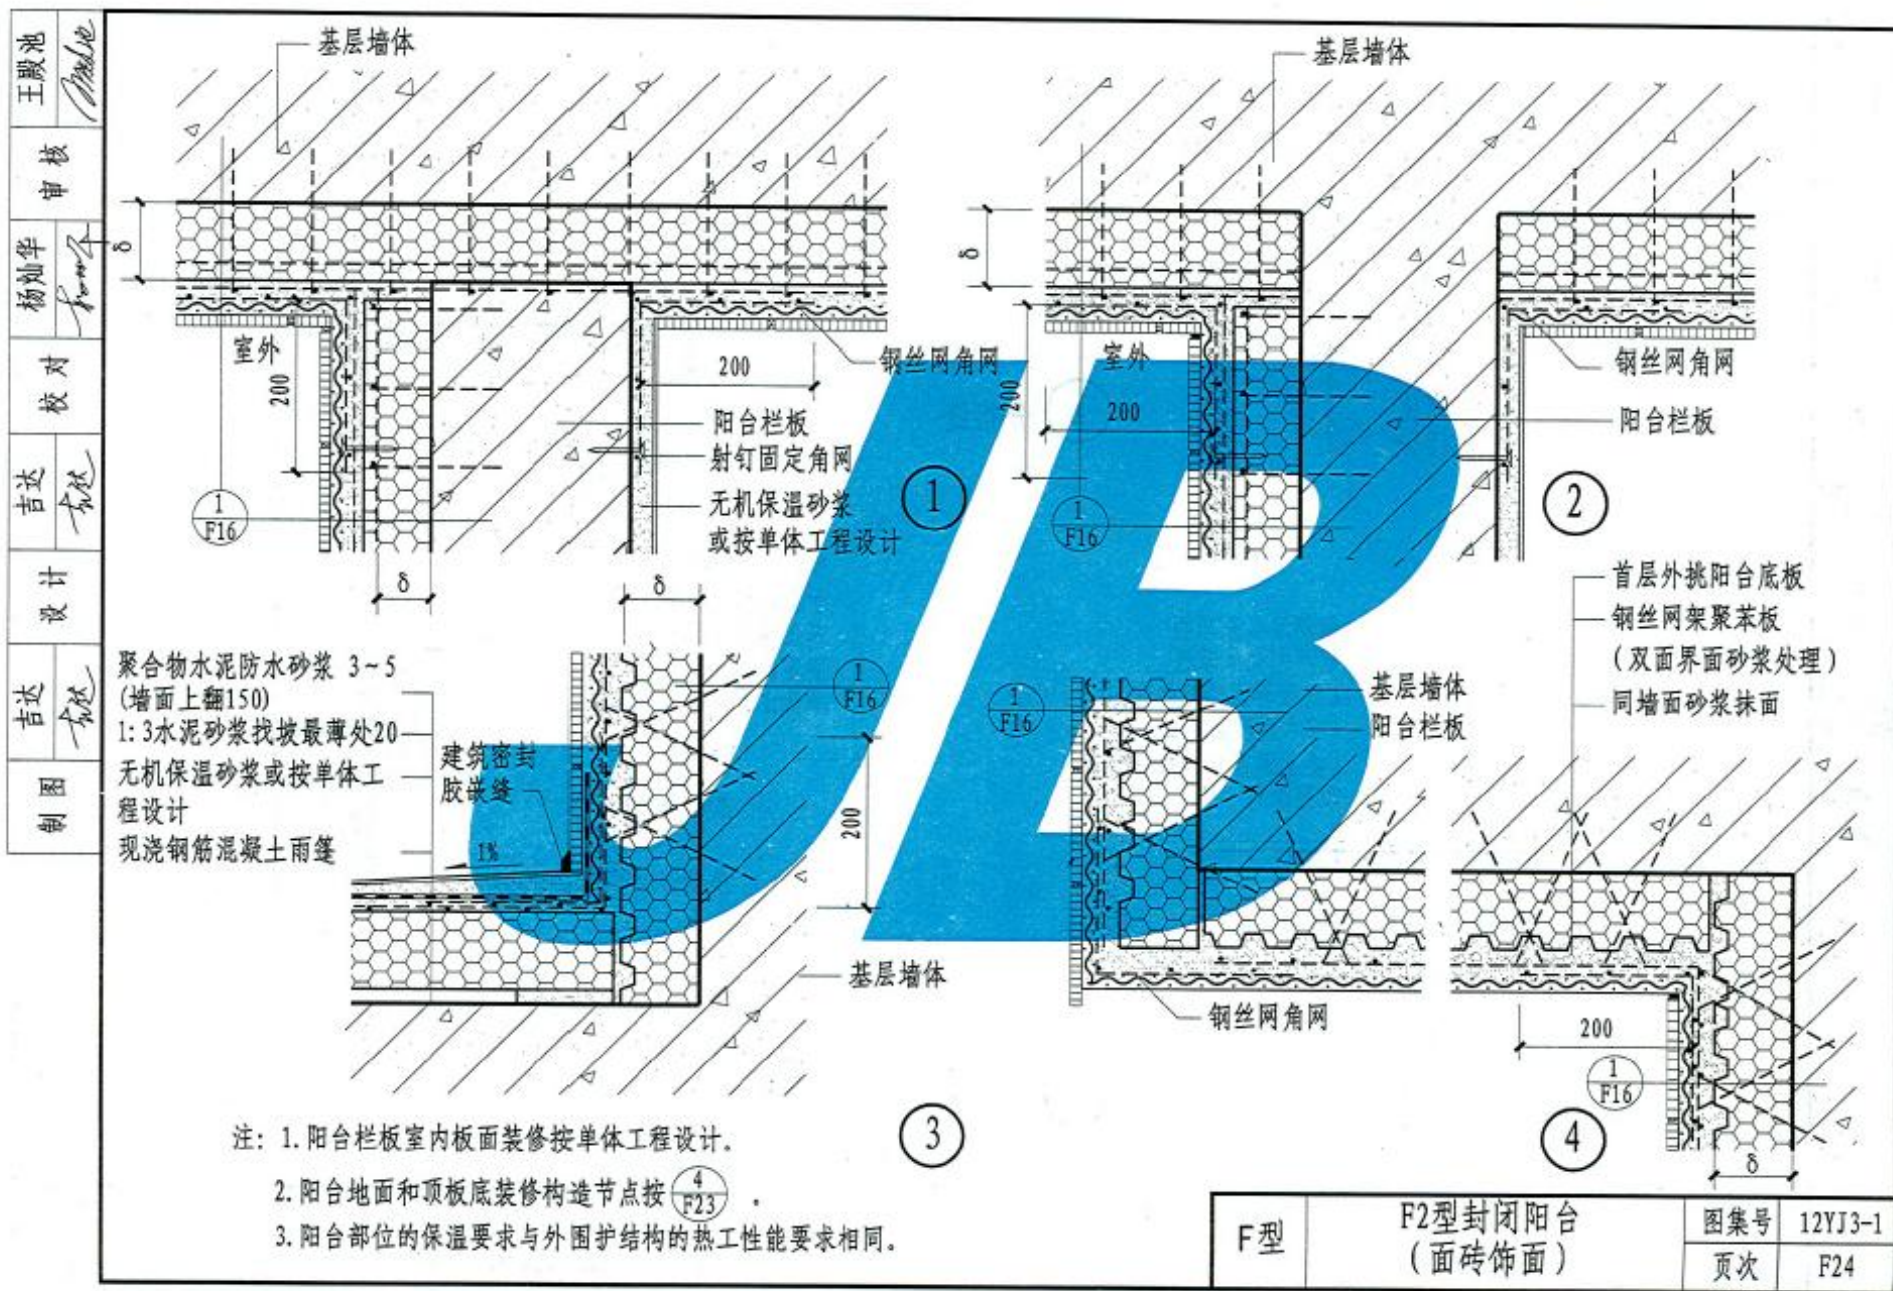 王殿池
审核
杨灿华
校对
吉达
设计
吉达
制图
基层墙体
δ
室外
200
钢丝网角网
200
阳台栏板
射钉固定角网
无机保温砂浆
或按单体工程设计
1
F16
δ
①
基层墙体
δ
室外
200
200
钢丝网角网
阳台栏板
1
F16
②
δ
聚合物水泥防水砂浆 3~5
(墙面上翻150)
1:3水泥砂浆找坡最薄处20
无机保温砂浆或按单体工
程设计
现浇钢筋混凝土雨篷
建筑密封
胶嵌缝
1%
1
F16
200
基层墙体
③
首层外挑阳台底板
钢丝网架聚苯板
(双面界面砂浆处理)
同墙面砂浆抹面
1
F16
基层墙体
阳台栏板
钢丝网角网
200
1
F16
δ
④
注: 1.阳台栏板室内板面装修按单体工程设计。
2.阳台地面和顶板底装修构造节点按 4/F23 。
3.阳台部位的保温要求与外围护结构的热工性能要求相同。
F型
F2型封闭阳台
(面砖饰面)
图集号 12YJ3-1
页次 F24
JB